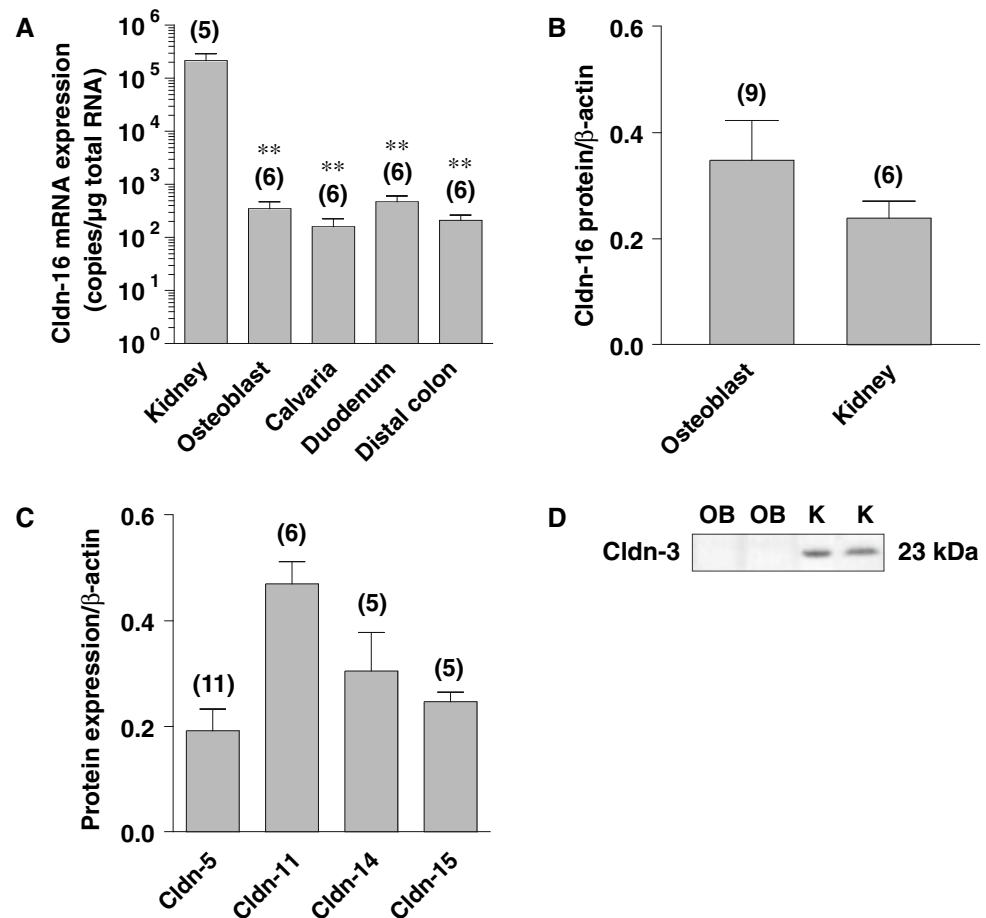 A
Cldn-16 mRNA expression
(copies/µg total RNA)
10^6
10^5
10^4
10^3
10^2
10^1
10^0
(5)
** ** ** **
(6) (6) (6) (6)
Kidney
Osteoblast
Calvaria
Duodenum
Distal colon
B
Cldn-16 protein/β-actin
0.6
0.4
0.2
0.0
(9)
(6)
Osteoblast
Kidney
C
Protein expression/β-actin
0.6
0.4
0.2
0.0
(11)
(6)
(5)
(5)
Cldn-5
Cldn-11
Cldn-14
Cldn-15
D
OB OB K K
Cldn-3 23 kDa